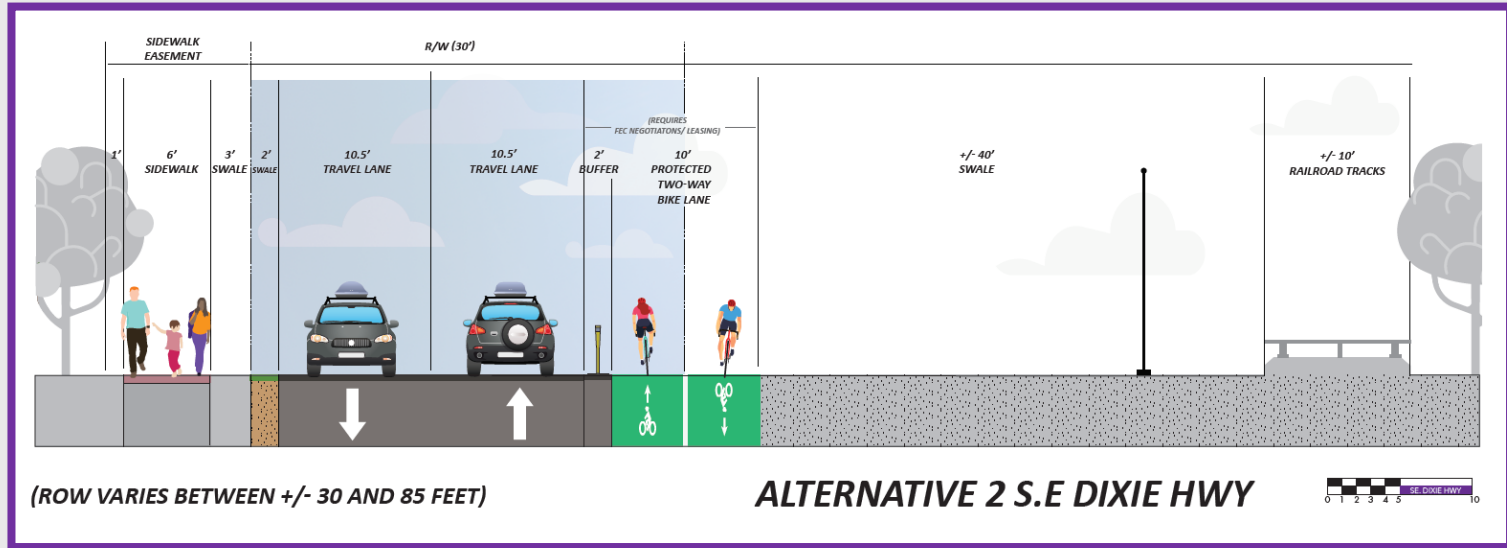 SIDEWALK
EASEMENT
R/W (30’)
(REQUIRES
FEC NEGOTIATONS/ LEASING)
1’
6’
SIDEWALK
3’
SWALE
2’
SWALE
10.5’
TRAVEL LANE
10.5’
TRAVEL LANE
2’
BUFFER
10’
PROTECTED
TWO-WAY
BIKE LANE
+/- 40’
SWALE
+/- 10’
RAILROAD TRACKS
(ROW VARIES BETWEEN +/- 30 AND 85 FEET)
ALTERNATIVE 2 S.E DIXIE HWY
SE. DIXIE HWY
0 1 2 3 4 5 10